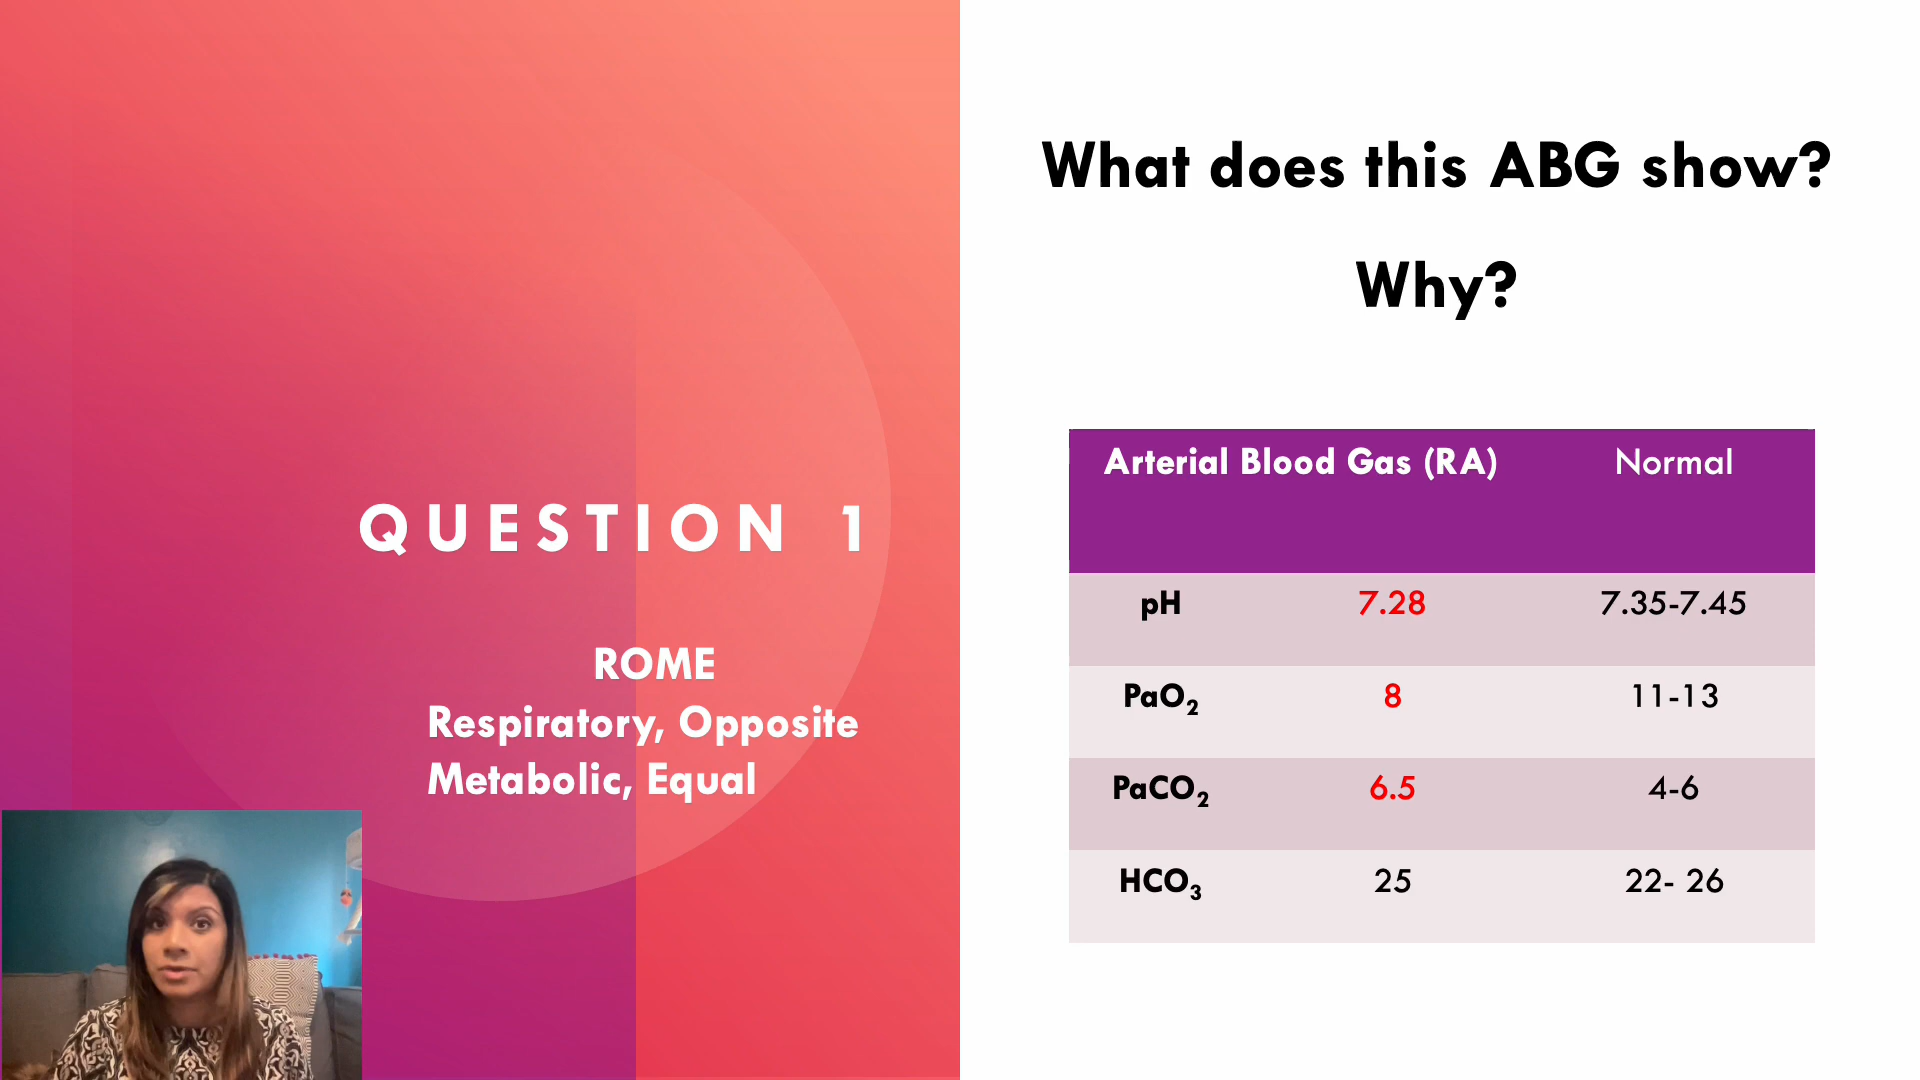 QUESTION 1
ROME
Respiratory, Opposite
Metabolic, Equal
What does this ABG show?
Why?
Arterial Blood Gas (RA) Normal
pH 7.28 7.35-7.45
PaO₂ 8 11-13
PaCO₂ 6.5 4-6
HCO₃ 25 22- 26